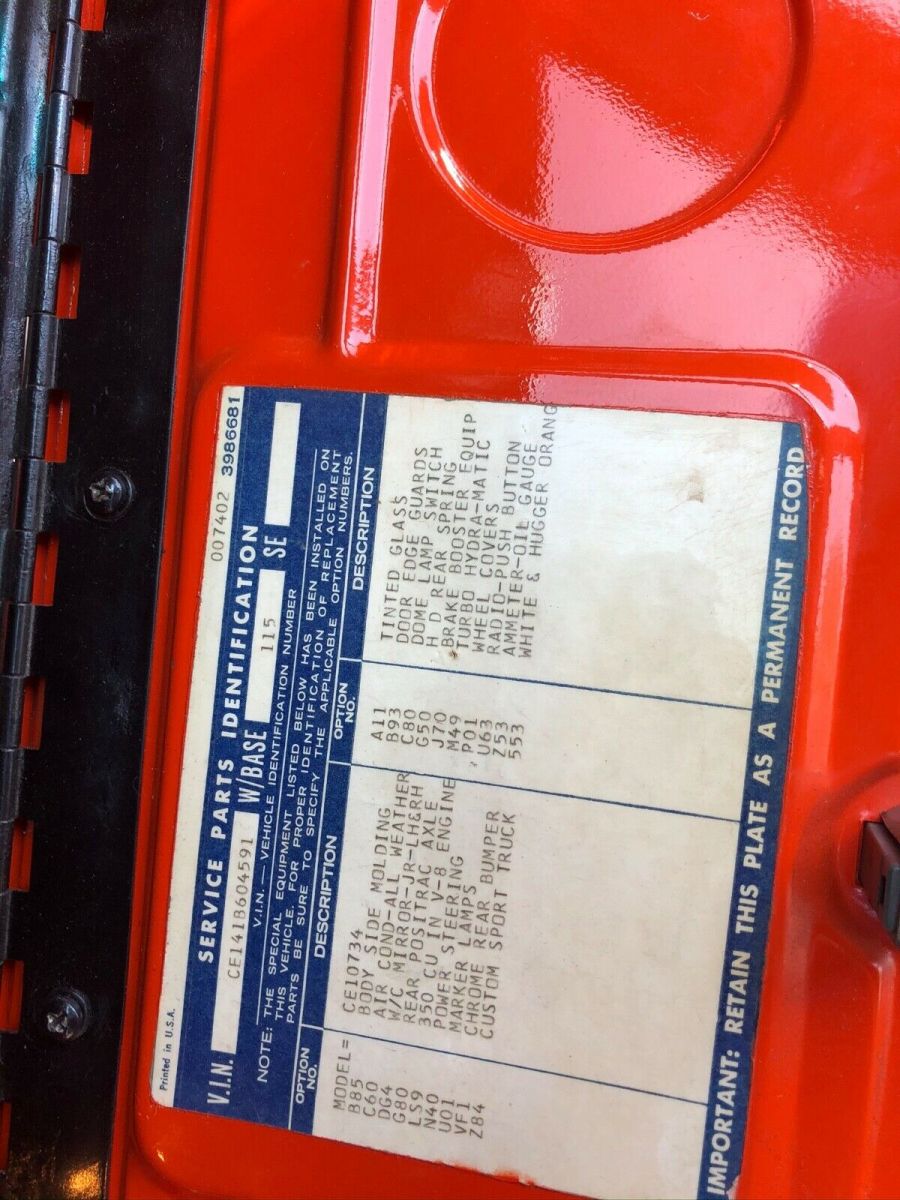 Printed in U.S.A. 007402 3986681
SERVICE PARTS IDENTIFICATION
V.I.N. CE141B604591 W/BASE 115 SE
V.I.N. — VEHICLE IDENTIFICATION NUMBER
NOTE: THE SPECIAL EQUIPMENT LISTED BELOW HAS BEEN INSTALLED ON
THIS VEHICLE. FOR PROPER IDENTIFICATION OF REPLACEMENT
PARTS BE SURE TO SPECIFY THE APPLICABLE OPTION NUMBERS.
OPTION NO. DESCRIPTION OPTION NO. DESCRIPTION
MODEL= CE10734 A11 TINTED GLASS
B85 BODY SIDE MOLDING B93 DOOR EDGE GUARDS
C60 AIR COND-ALL WEATHER C80 DOME LAMP SWITCH
DG4 W/C MIRROR-JR-LH&RH G50 H D REAR SPRING
G80 REAR POSITRAC AXLE J70 BRAKE BOOSTER EQUIP
LS9 350 CU IN V-8 ENGINE M49 TURBO HYDRA-MATIC
N40 POWER STEERING P01 WHEEL COVERS
U01 MARKER LAMPS U63 RADIO-PUSH BUTTON
VF1 CHROME REAR BUMPER Z53 AMMETER-OIL GAUGE
Z84 CUSTOM SPORT TRUCK 553 WHITE & HUGGER ORANG
IMPORTANT: RETAIN THIS PLATE AS A PERMANENT RECORD